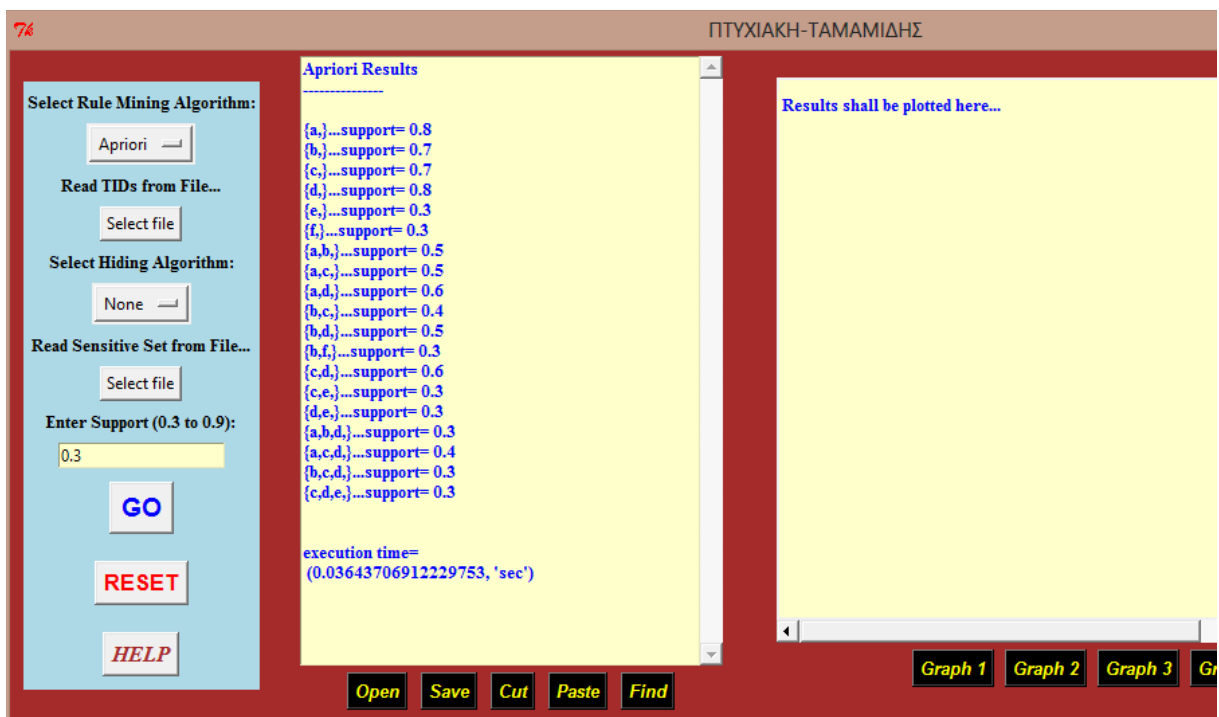 ΠΤΥΧΙΑΚΗ-ΤΑΜΑΜΙΔΗΣ
Select Rule Mining Algorithm:
Apriori
Read TIDs from File...
Select file
Select Hiding Algorithm:
None
Read Sensitive Set from File...
Select file
Enter Support (0.3 to 0.9):
0.3
GO
RESET
HELP
Apriori Results
---------------
{a,}...support= 0.8
{b,}...support= 0.7
{c,}...support= 0.7
{d,}...support= 0.8
{e,}...support= 0.3
{f,}...support= 0.3
{a,b,}...support= 0.5
{a,c,}...support= 0.5
{a,d,}...support= 0.6
{b,c,}...support= 0.4
{b,d,}...support= 0.5
{b,f,}...support= 0.3
{c,d,}...support= 0.6
{c,e,}...support= 0.3
{d,e,}...support= 0.3
{a,b,d,}...support= 0.3
{a,c,d,}...support= 0.4
{b,c,d,}...support= 0.3
{c,d,e,}...support= 0.3
execution time=
(0.03643706912229753, 'sec')
Open Save Cut Paste Find
Results shall be plotted here...
Graph 1 Graph 2 Graph 3 Gr